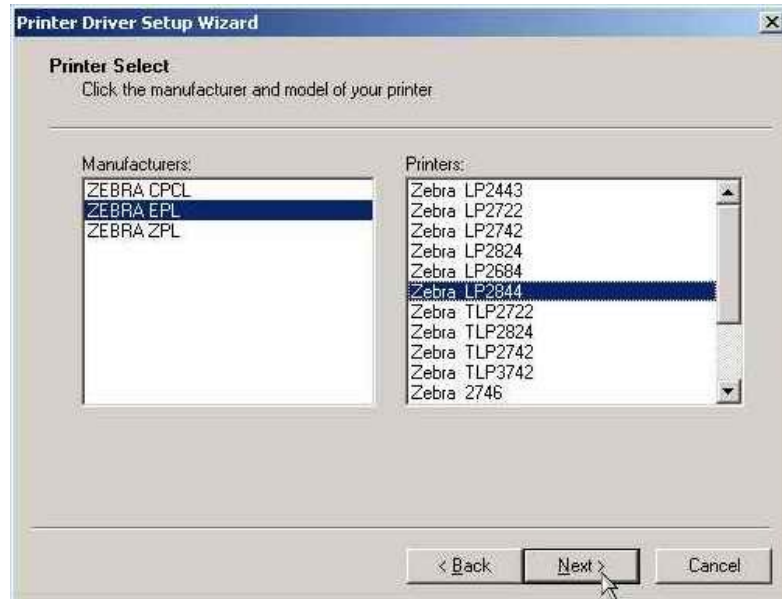 Printer Driver Setup Wizard
Printer Select
Click the manufacturer and model of your printer
Manufacturers:
ZEBRA CPCL
ZEBRA EPL
ZEBRA ZPL
Printers:
Zebra LP2443
Zebra LP2722
Zebra LP2742
Zebra LP2824
Zebra LP2684
Zebra LP2844
Zebra TLP2722
Zebra TLP2824
Zebra TLP2742
Zebra TLP3742
Zebra 2746
< Back
Next >
Cancel